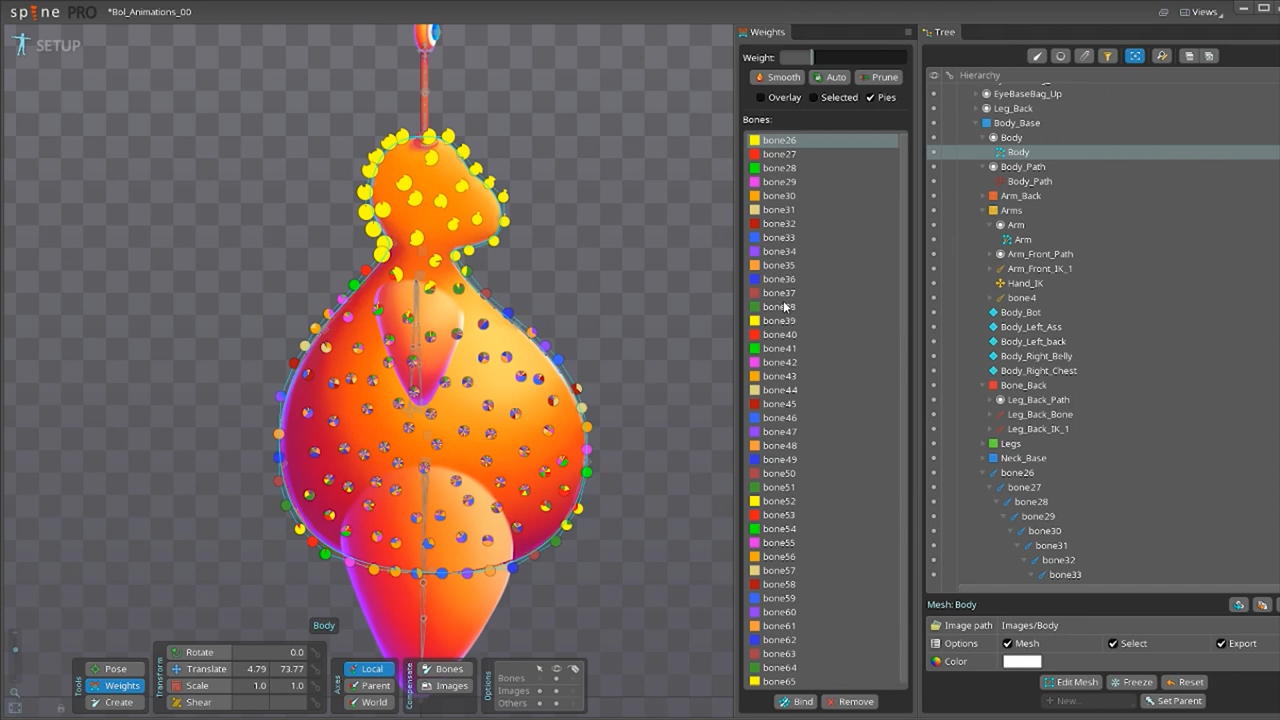 spine PRO *Bol_Animations_00
Views
SETUP
Weights
Weight:
Smooth Auto Prune
Overlay Selected Pies
Bones:
bone26
bone27
bone28
bone29
bone30
bone31
bone32
bone33
bone34
bone35
bone36
bone37
bone38
bone39
bone40
bone41
bone42
bone43
bone44
bone45
bone46
bone47
bone48
bone49
bone50
bone51
bone52
bone53
bone54
bone55
bone56
bone57
bone58
bone59
bone60
bone61
bone62
bone63
bone64
bone65
Bind Remove
Tree
Hierarchy
EyeBaseBag_Up
Leg_Back
Body_Base
Body
Body
Body_Path
Body_Path
Arm_Back
Arms
Arm
Arm
Arm_Front_Path
Arm_Front_IK_1
Hand_IK
bone4
Body_Bot
Body_Left_Ass
Body_Left_back
Body_Right_Belly
Body_Right_Chest
Bone_Back
Leg_Back_Path
Leg_Back_Bone
Leg_Back_IK_1
Legs
Neck_Base
bone26
bone27
bone28
bone29
bone30
bone31
bone32
bone33
Mesh: Body
Image path Images/Body
Options Mesh Select Export
Color
Edit Mesh Freeze Reset
New... Set Parent
Body
Tools
Pose
Weights
Create
Transform
Rotate 0.0
Translate 4.79 73.77
Scale 1.0 1.0
Shear
Axes
Local
Parent
World
Compensate
Bones
Images
Options
Bones
Images
Others